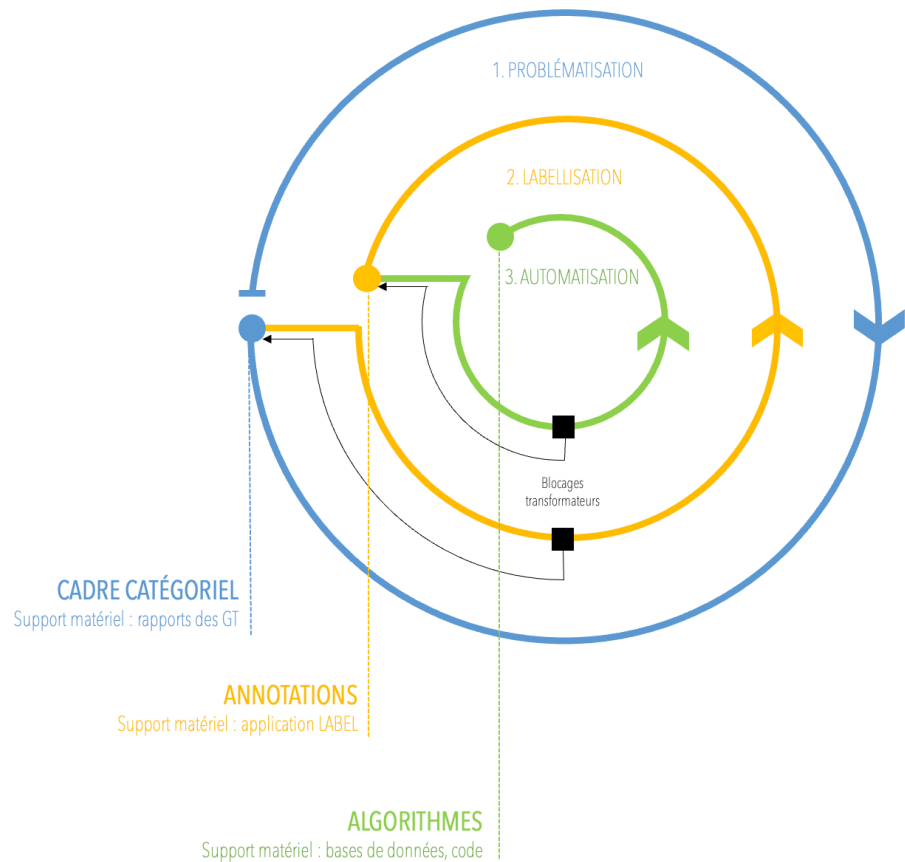 1. PROBLÉMATISATION
2. LABELLISATION
3. AUTOMATISATION
Blocages
transformateurs
CADRE CATÉGORIEL
Support matériel : rapports des GT
ANNOTATIONS
Support matériel : application LABEL
ALGORITHMES
Support matériel : bases de données, code